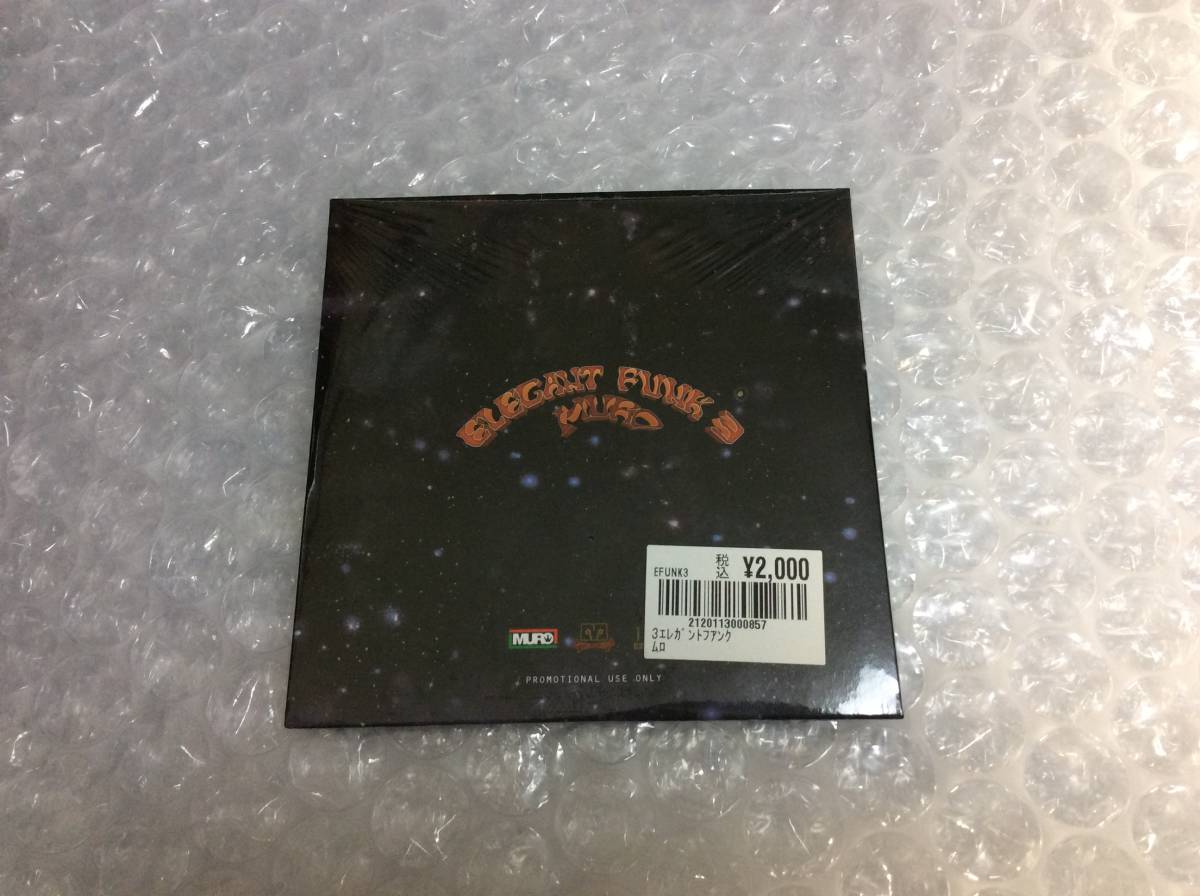 ELEGANT FUNK 3
MURO
EFUNK3
税込 ¥2,000
2120113000857
3エレガントファンク
ムロ
MURO
PROMOTIONAL USE ONLY